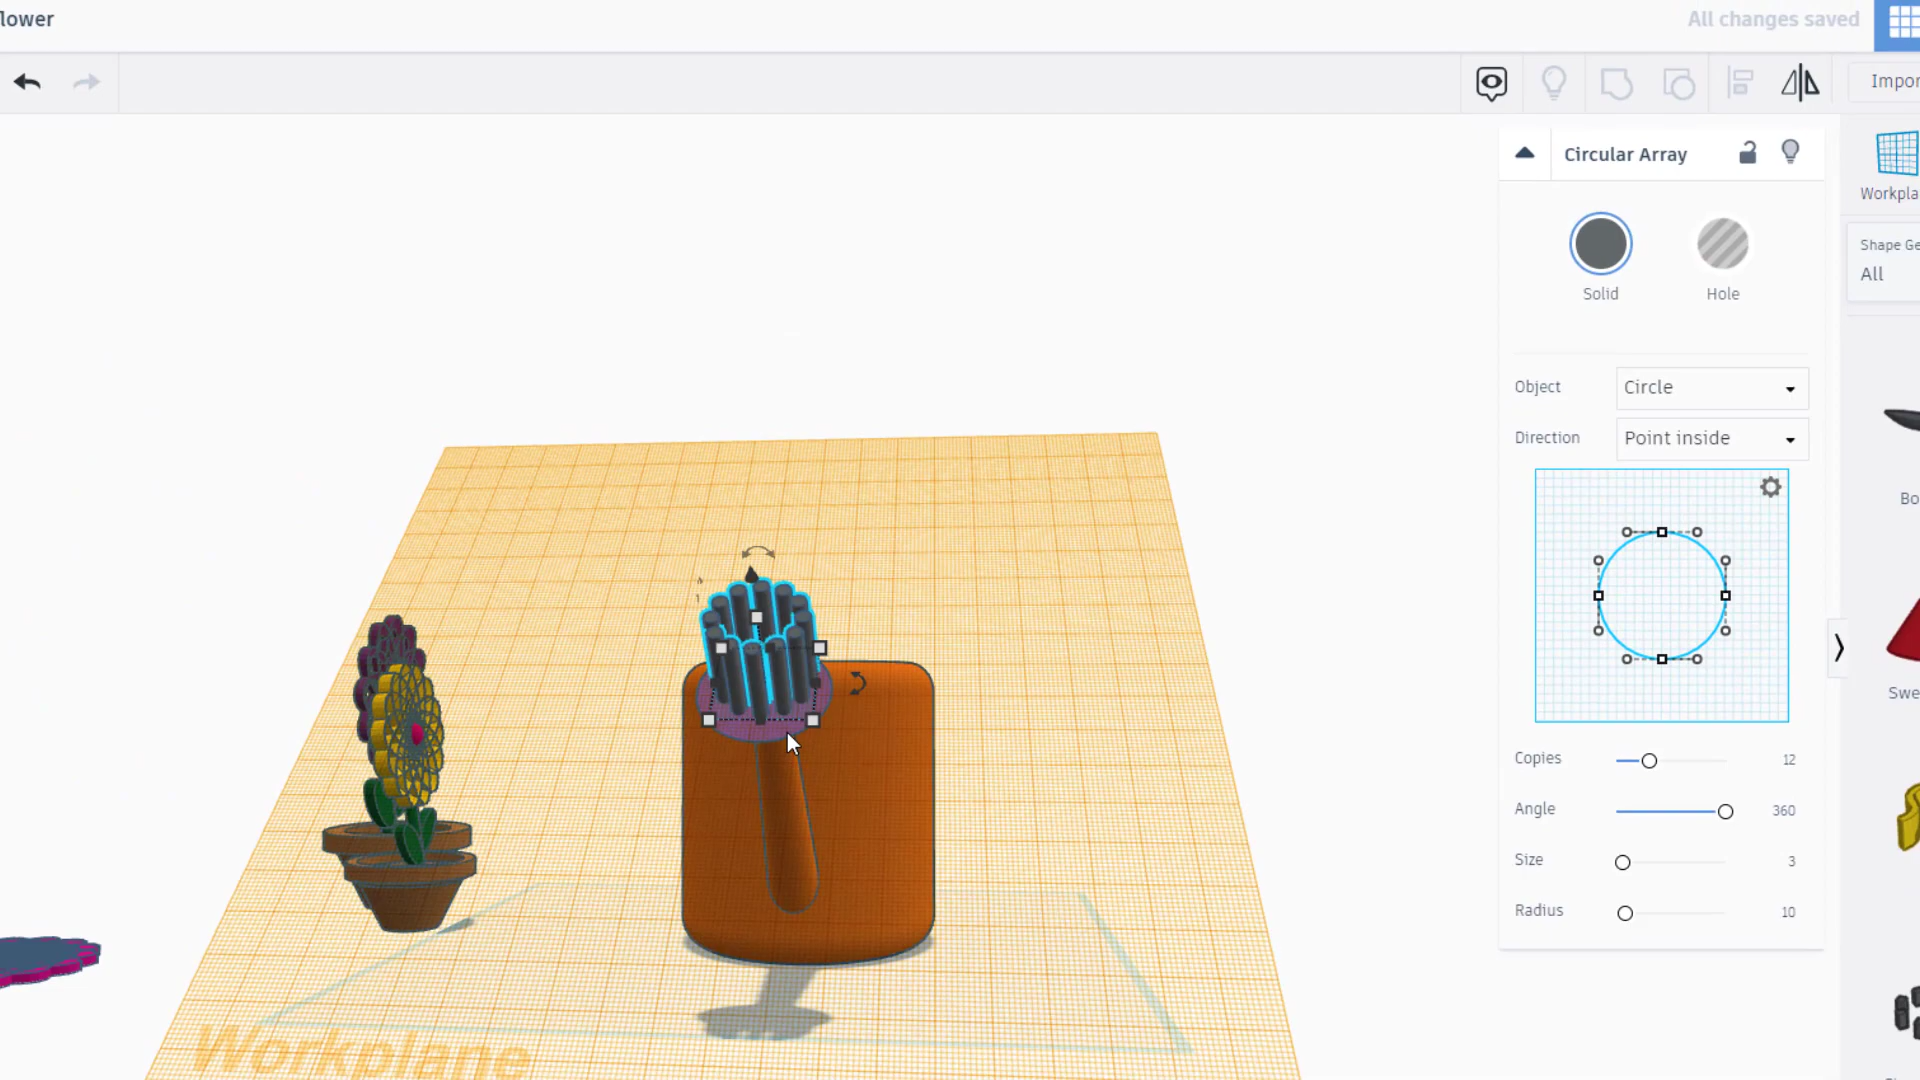 lower
All changes saved
Impor
Circular Array
Workpla
Solid
Hole
Shape Ge
All
Object
Circle
Direction
Point inside
Bo
Swe
Copies
12
Angle
360
Size
3
Radius
10
Workplane